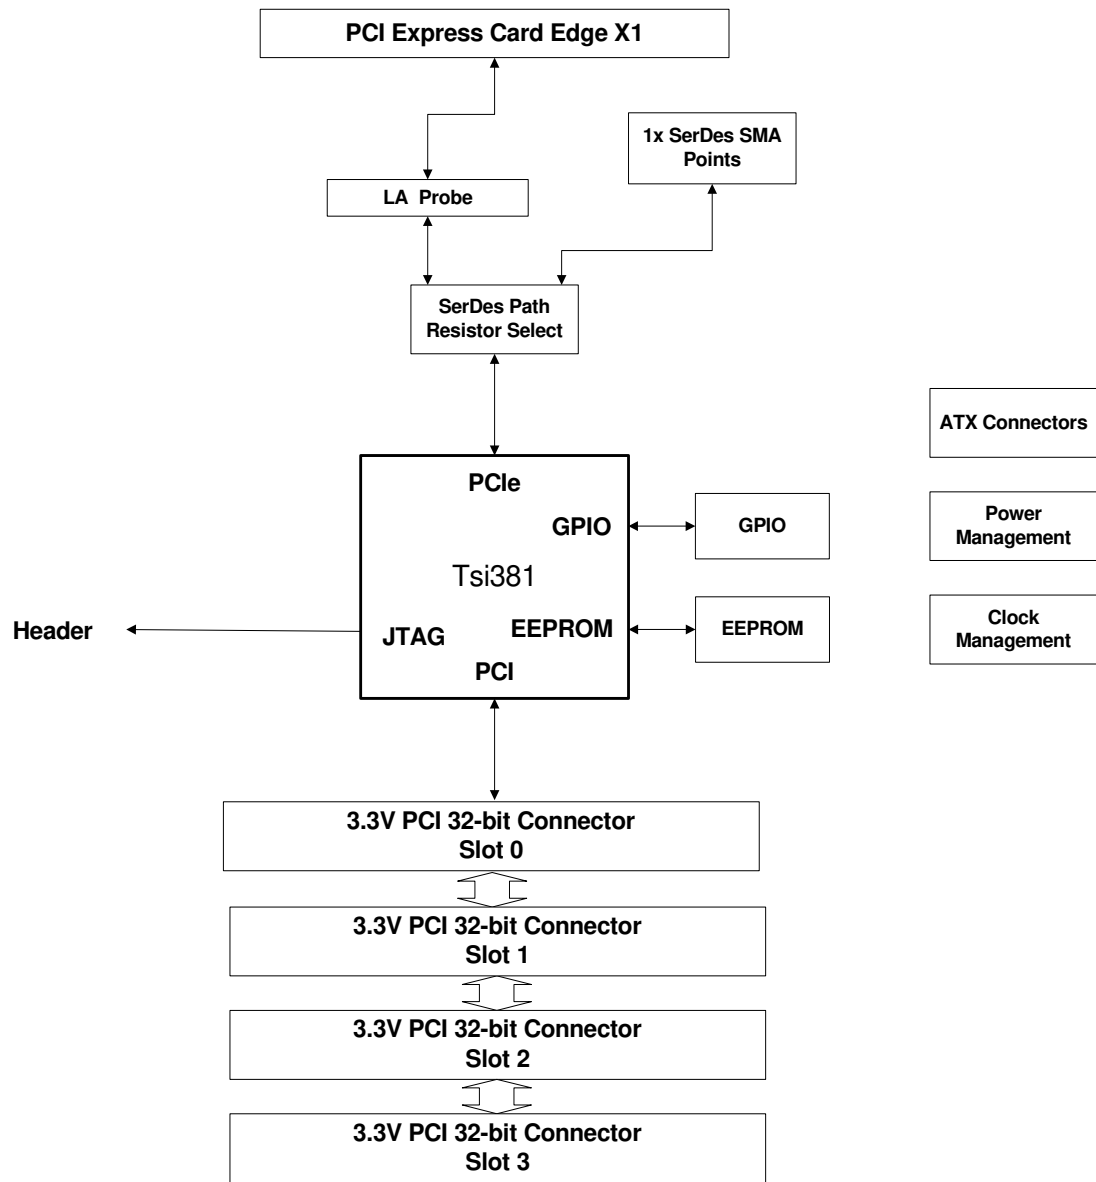 PCI Express Card Edge X1
1x SerDes SMA
Points
LA Probe
SerDes Path
Resistor Select
ATX Connectors
PCIe
GPIO
GPIO
Power
Management
Tsi381
Header
JTAG
EEPROM
EEPROM
Clock
Management
PCI
3.3V PCI 32-bit Connector
Slot 0
3.3V PCI 32-bit Connector
Slot 1
3.3V PCI 32-bit Connector
Slot 2
3.3V PCI 32-bit Connector
Slot 3